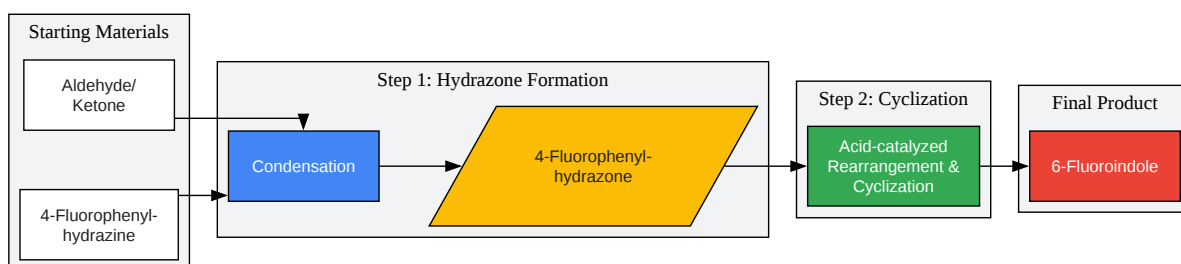 Starting Materials
Aldehyde/
Ketone
4-Fluorophenyl-
hydrazine
Step 1: Hydrazone Formation
Condensation
4-Fluorophenyl-
hydrazone
Step 2: Cyclization
Acid-catalyzed
Rearrangement &
Cyclization
Final Product
6-Fluoroindole